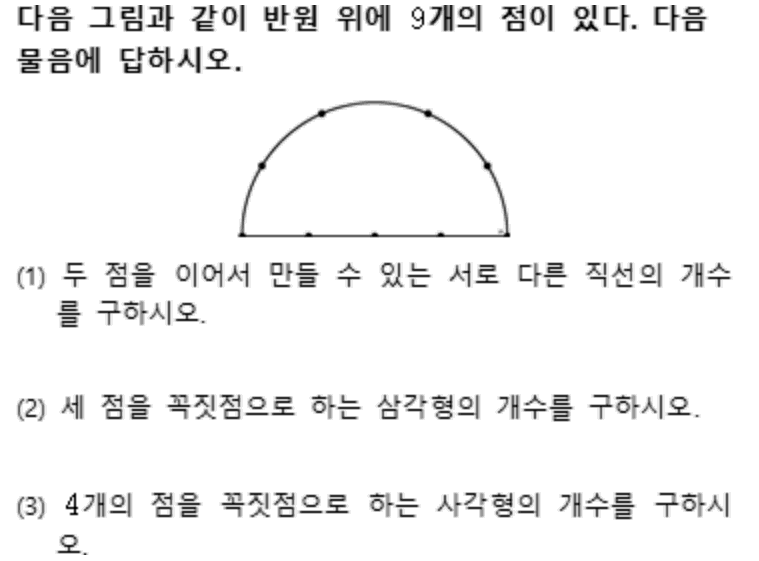 다음 그림과 같이 반원 위에 9개의 점이 있다. 다음
물음에 답하시오.
(1) 두 점을 이어서 만들 수 있는 서로 다른 직선의 개수
를 구하시오.
(2) 세 점을 꼭짓점으로 하는 삼각형의 개수를 구하시오.
(3) 4개의 점을 꼭짓점으로 하는 사각형의 개수를 구하시
오.